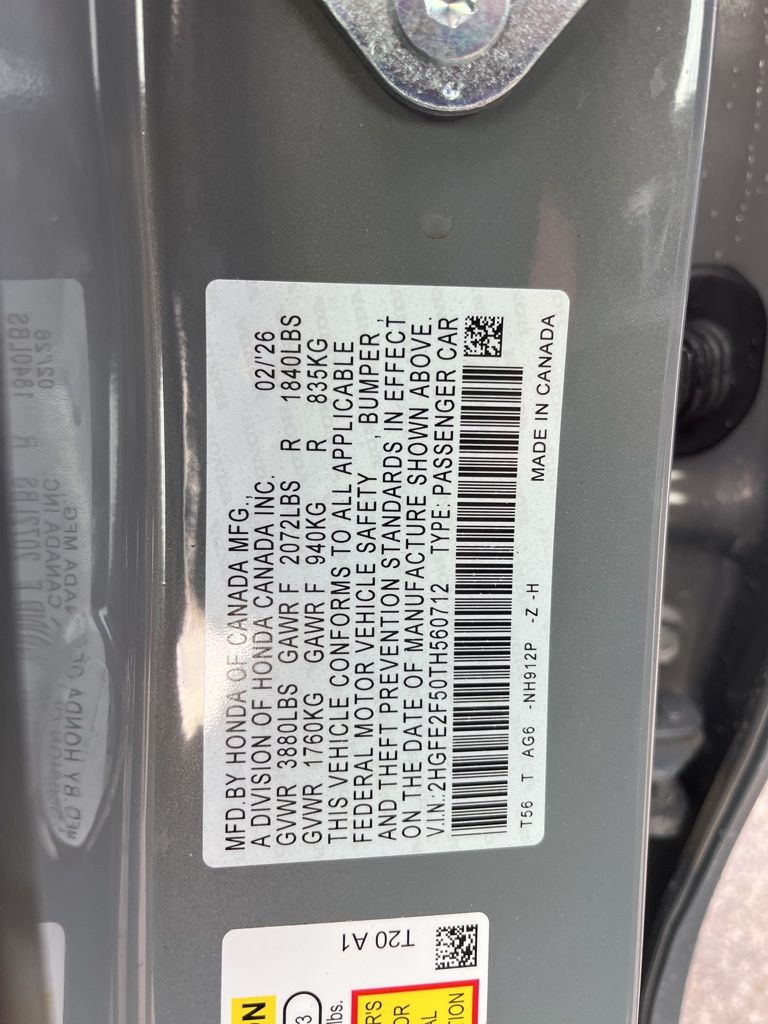 MFD.BY HONDA OF CANADA MFG.,
A DIVISION OF HONDA CANADA INC. 02/'26
GVWR 3880LBS GAWR F 2072LBS R 1840LBS
GVWR 1760KG GAWR F 940KG R 835KG
THIS VEHICLE CONFORMS TO ALL APPLICABLE
FEDERAL MOTOR VEHICLE SAFETY, BUMPER,
AND THEFT PREVENTION STANDARDS IN EFFECT
ON THE DATE OF MANUFACTURE SHOWN ABOVE.
V.I.N.:2HGFE2F50TH560712 TYPE: PASSENGER CAR
T56 T AG6 -NH912P -Z -H
MADE IN CANADA
T20 A1